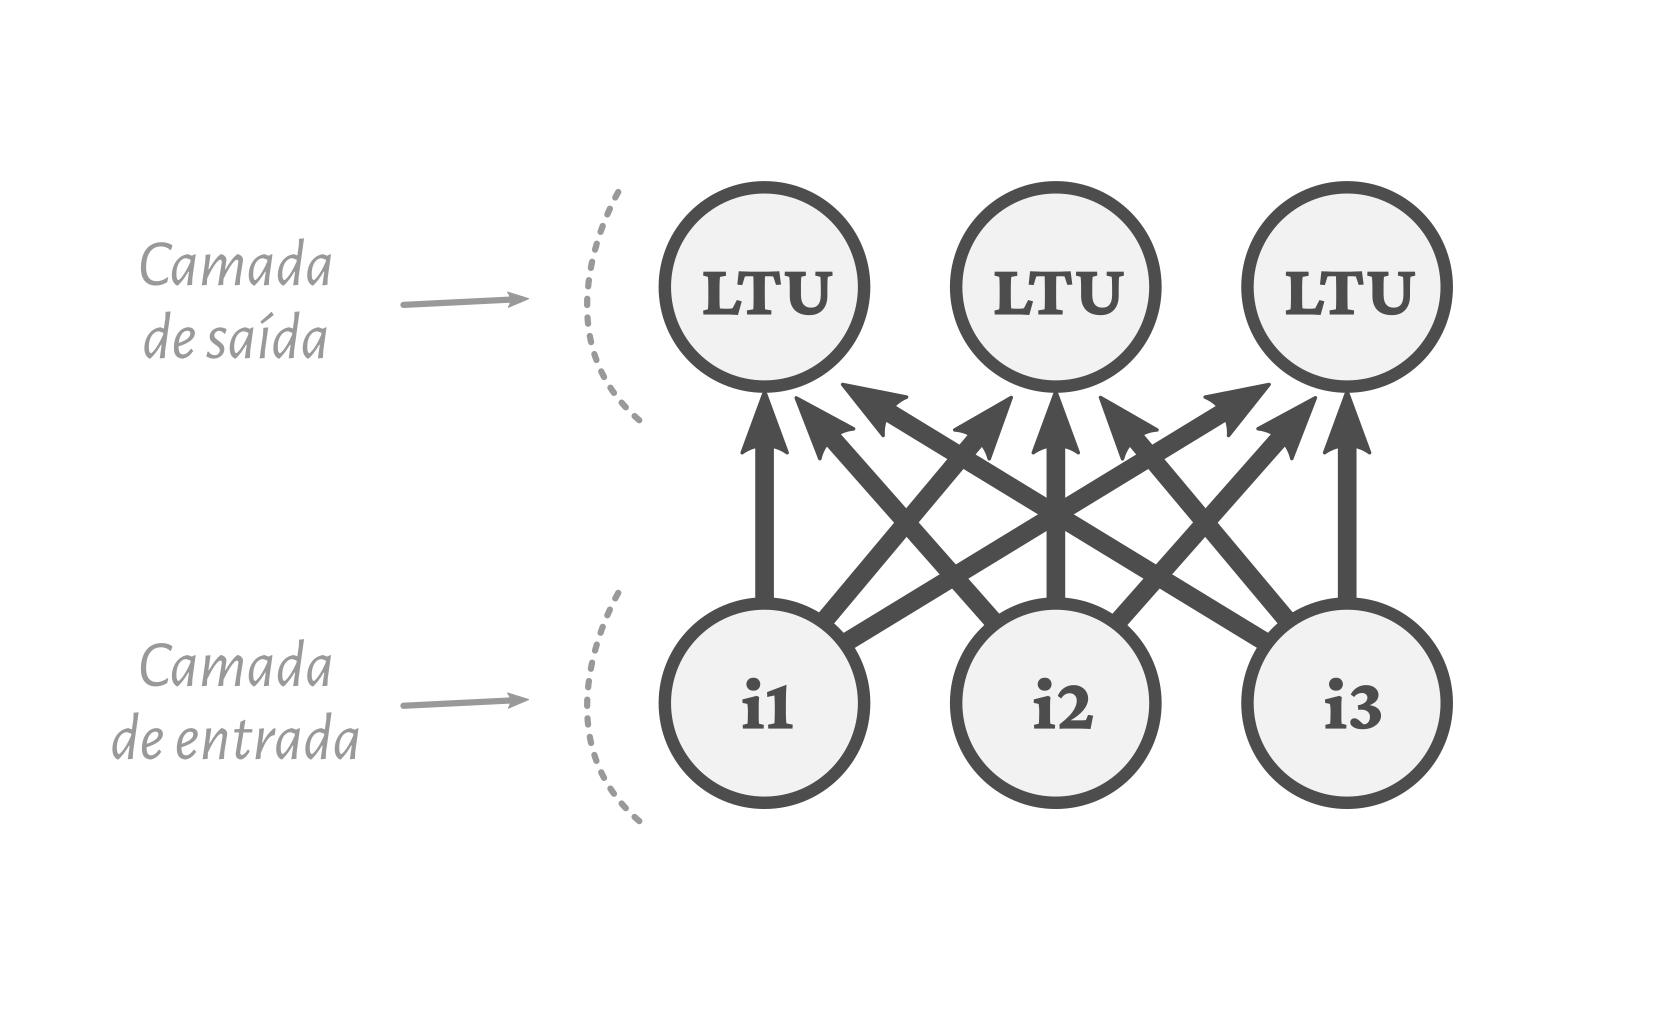 Camada
de saída
LTU LTU LTU
Camada
de entrada
i1 i2 i3